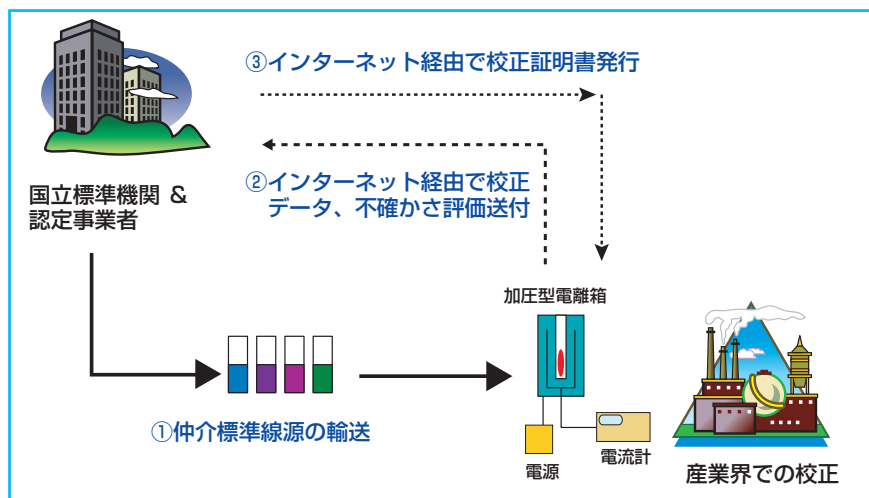 ③インターネット経由で校正証明書発行
②インターネット経由で校正
データ、不確かさ評価送付
国立標準機関 &
認定事業者
加圧型電離箱
①仲介標準線源の輸送
電源
電流計
産業界での校正